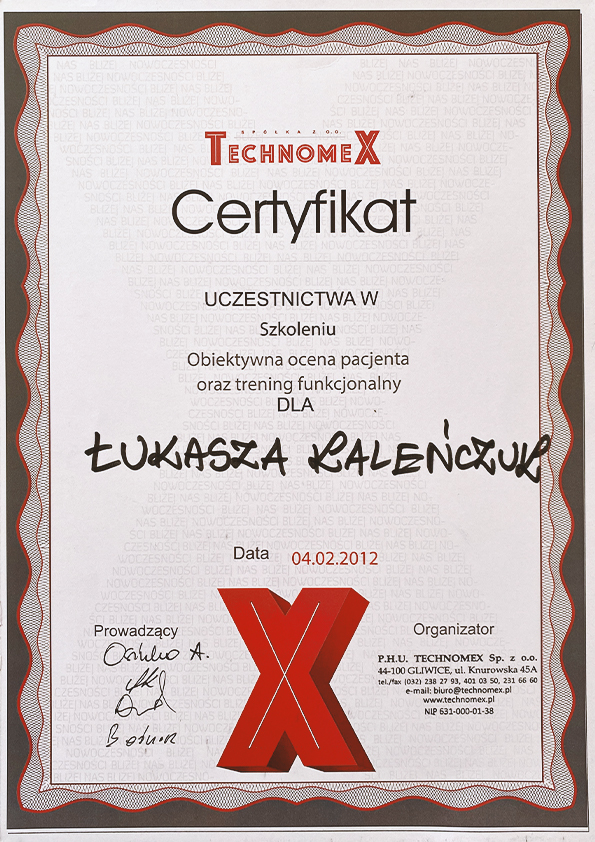 SPÓŁKA Z O.O.
TECHNOMEX
Certyfikat
UCZESTNICTWA W
Szkoleniu
Obiektywna ocena pacjenta
oraz trening funkcjonalny
DLA
ŁUKASZA KALEŃCZUK
Data 04.02.2012
Prowadzący
A.
Organizator
P.H.U. TECHNOMEX Sp. z o.o.
44-100 GLIWICE, ul. Knurowska 45A
tel./fax (032) 238 27 93, 401 03 50, 231 66 60
e-mail: biuro@technomex.pl
www.technomex.pl
NIP 631-000-01-38